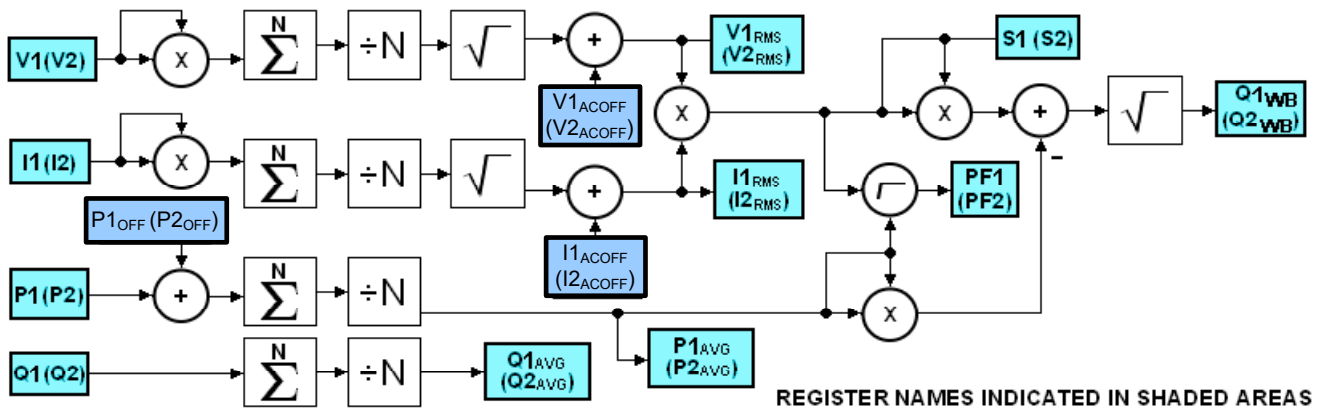 V1(V2)
X
N
∑
÷N
√
+
V1ACOFF
(V2ACOFF)
V1RMS
(V2RMS)
X
S1 (S2)
X
+
-
√
Q1WB
(Q2WB)
I1(I2)
X
N
∑
÷N
√
+
I1ACOFF
(I2ACOFF)
I1RMS
(I2RMS)
PF1
(PF2)
P1OFF (P2OFF)
P1(P2)
+
N
∑
÷N
X
P1AVG
(P2AVG)
Q1(Q2)
N
∑
÷N
Q1AVG
(Q2AVG)
REGISTER NAMES INDICATED IN SHADED AREAS